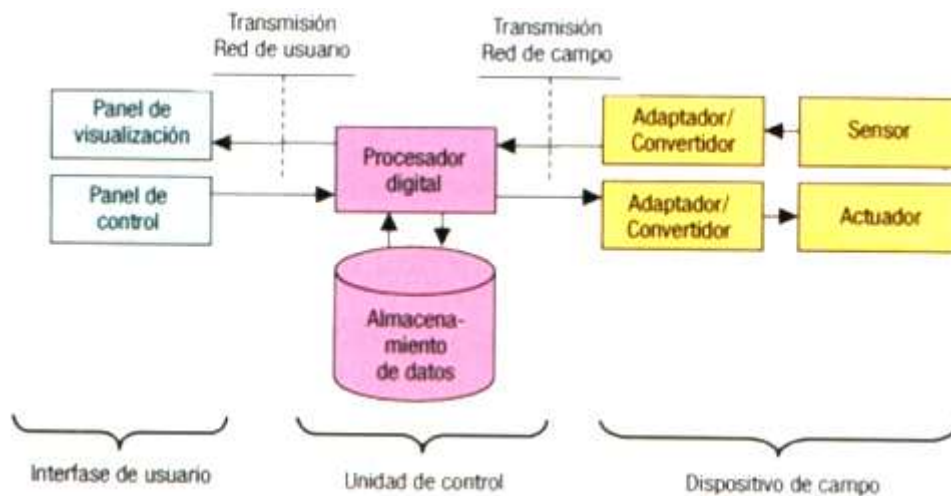 Transmisión
Red de usuario
Transmisión
Red de campo
Panel de
visualización
Panel de
control
Procesador
digital
Almacena-
miento
de datos
Adaptador/
Convertidor
Sensor
Adaptador/
Convertidor
Actuador
Interfase de usuario
Unidad de control
Dispositivo de campo